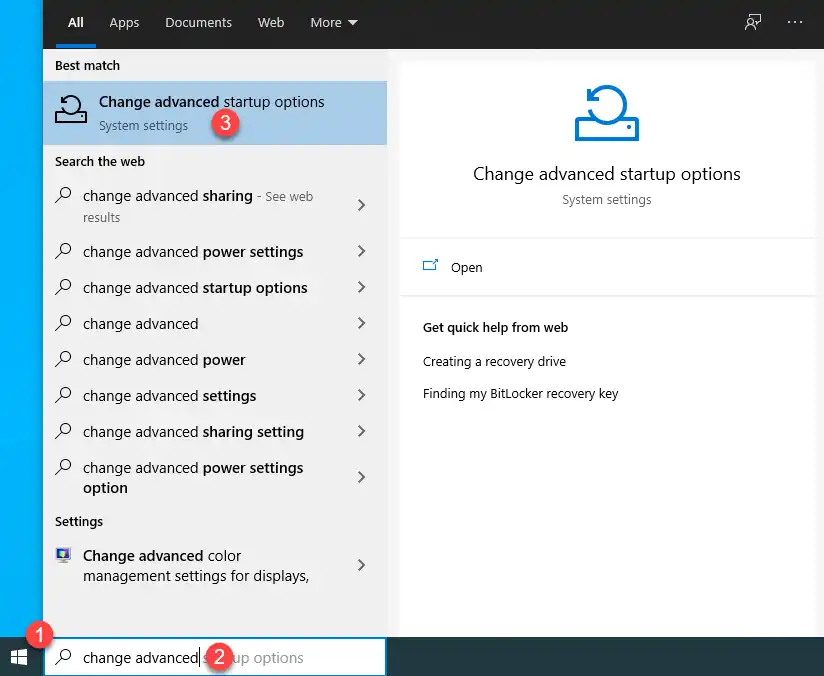 All Apps Documents Web More
Best match
Change advanced startup options
System settings
3
Search the web
change advanced sharing - See web
results
change advanced power settings
change advanced startup options
change advanced
change advanced power
change advanced settings
change advanced sharing setting
change advanced power settings
option
Settings
Change advanced color
management settings for displays,
Change advanced startup options
System settings
Open
Get quick help from web
Creating a recovery drive
Finding my BitLocker recovery key
1
change advanced 2 up options